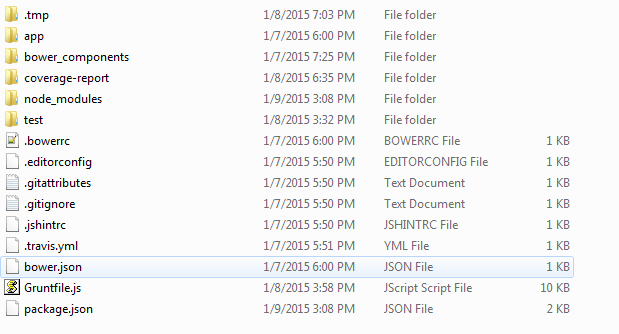 .tmp 1/8/2015 7:03 PM File folder
app 1/7/2015 6:00 PM File folder
bower_components 1/7/2015 7:25 PM File folder
coverage-report 1/8/2015 6:35 PM File folder
node_modules 1/9/2015 3:08 PM File folder
test 1/8/2015 3:32 PM File folder
.bowerrc 1/7/2015 6:00 PM BOWERRC File 1 KB
.editorconfig 1/7/2015 5:50 PM EDITORCONFIG File 1 KB
.gitattributes 1/7/2015 5:50 PM Text Document 1 KB
.gitignore 1/7/2015 5:50 PM Text Document 1 KB
.jshintrc 1/7/2015 5:50 PM JSHINTRC File 1 KB
.travis.yml 1/7/2015 5:51 PM YML File 1 KB
bower.json 1/7/2015 6:00 PM JSON File 1 KB
Gruntfile.js 1/8/2015 3:58 PM JScript Script File 10 KB
package.json 1/9/2015 3:08 PM JSON File 2 KB